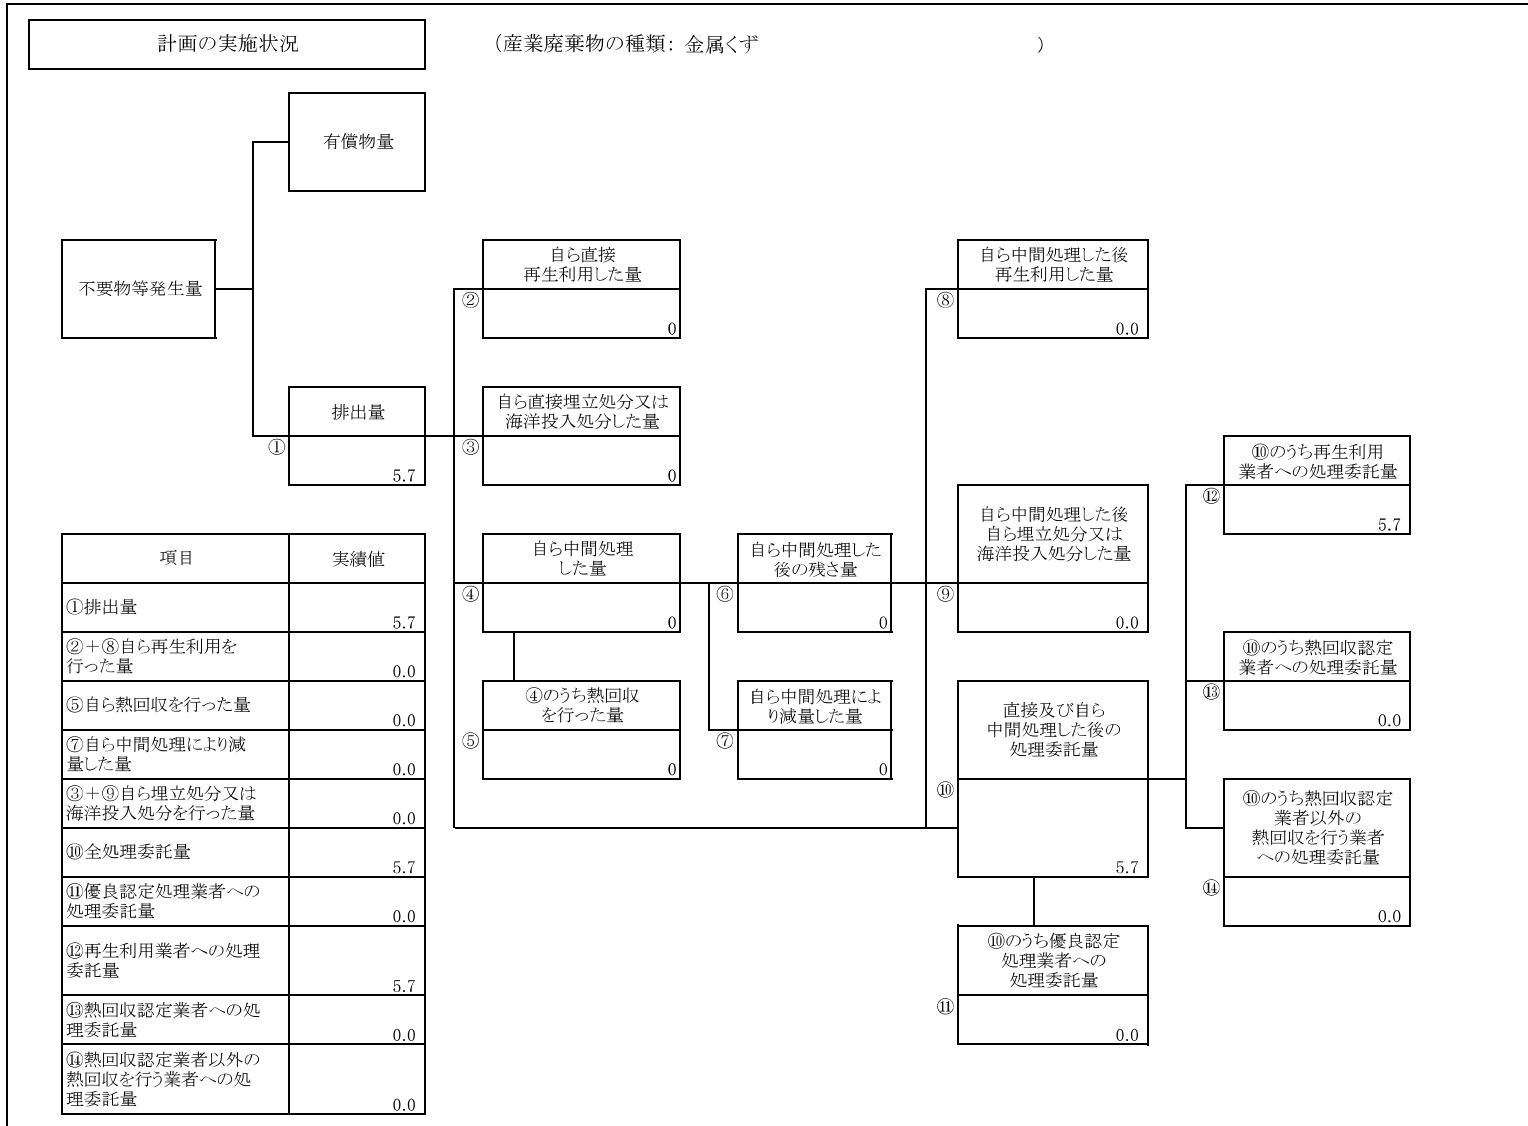 計画の実施状況
（産業廃棄物の種類： 金属くず ）
有償物量
不要物等発生量
排出量
①
5.7
自ら直接
再生利用した量
②
0
自ら直接埋立処分又は
海洋投入処分した量
③
0
自ら中間処理
した量
④
0
④のうち熱回収
を行った量
⑤
0
自ら中間処理した
後の残さ量
⑥
0
自ら中間処理によ
り減量した量
⑦
0
自ら中間処理した後
再生利用した量
⑧
0.0
自ら中間処理した後
自ら埋立処分又は
海洋投入処分した量
⑨
0.0
直接及び自ら
中間処理した後の
処理委託量
⑩
5.7
⑩のうち優良認定
処理業者への
処理委託量
⑪
0.0
⑩のうち再生利用
業者への処理委託量
⑫
5.7
⑩のうち熱回収認定
業者への処理委託量
⑬
0.0
⑩のうち熱回収認定
業者以外の
熱回収を行う業者
への処理委託量
⑭
0.0
項目 実績値
①排出量
5.7
②＋⑧自ら再生利用を
行った量
0.0
⑤自ら熱回収を行った量
0.0
⑦自ら中間処理により減
量した量
0.0
③＋⑨自ら埋立処分又は
海洋投入処分を行った量
0.0
⑩全処理委託量
5.7
⑪優良認定処理業者への
処理委託量
0.0
⑫再生利用業者への処理
委託量
5.7
⑬熱回収認定業者への処
理委託量
0.0
⑭熱回収認定業者以外の
熱回収を行う業者への処
理委託量
0.0